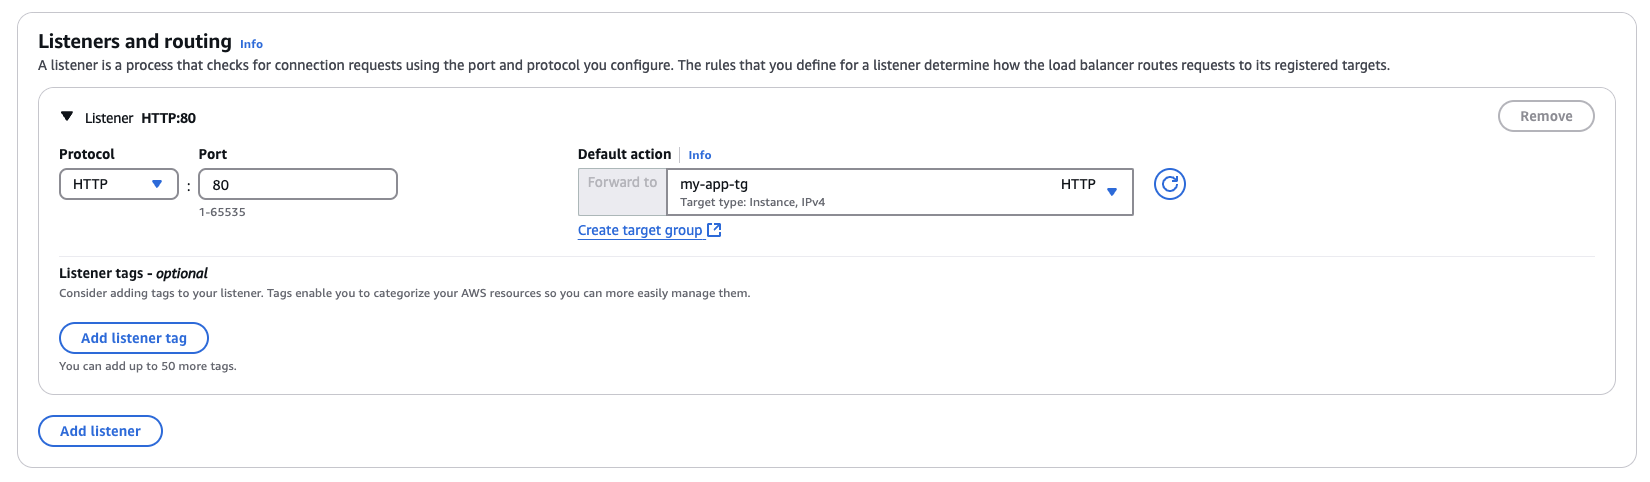 Listeners and routing Info
A listener is a process that checks for connection requests using the port and protocol you configure. The rules that you define for a listener determine how the load balancer routes requests to its registered targets.
Listener HTTP:80
Remove
Protocol
Port
Default action
Info
HTTP
:
80
1-65535
Forward to
my-app-tg
HTTP
Target type: Instance, IPv4
Create target group
Listener tags - optional
Consider adding tags to your listener. Tags enable you to categorize your AWS resources so you can more easily manage them.
Add listener tag
You can add up to 50 more tags.
Add listener